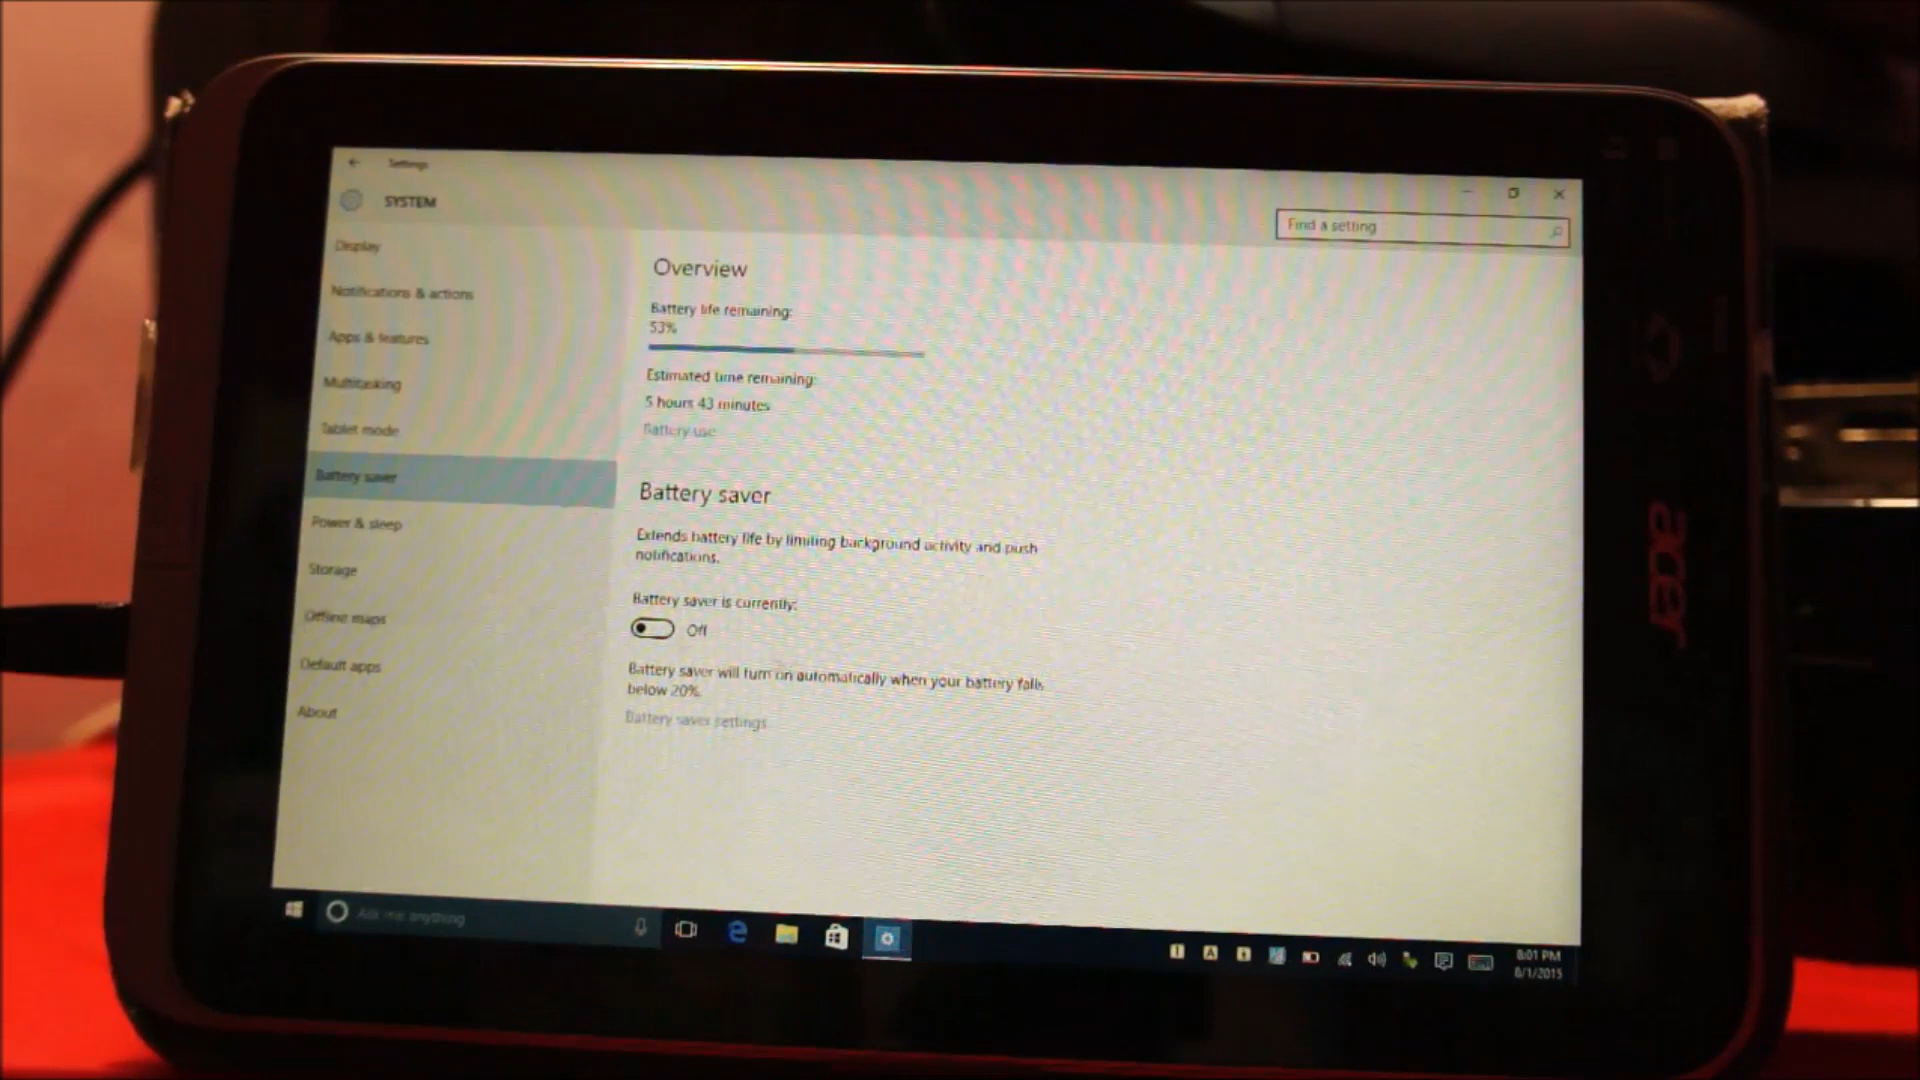 Settings
SYSTEM
Find a setting
Display
Notifications & actions
Apps & features
Multitasking
Tablet mode
Battery saver
Power & sleep
Storage
Offline maps
Default apps
About
Overview
Battery life remaining:
53%
Estimated time remaining:
5 hours 43 minutes
Battery use
Battery saver
Extends battery life by limiting background activity and push
notifications.
Battery saver is currently:
Off
Battery saver will turn on automatically when your battery falls
below 20%.
Battery saver settings
Ask me anything
8:01 PM
8/1/2015
acer